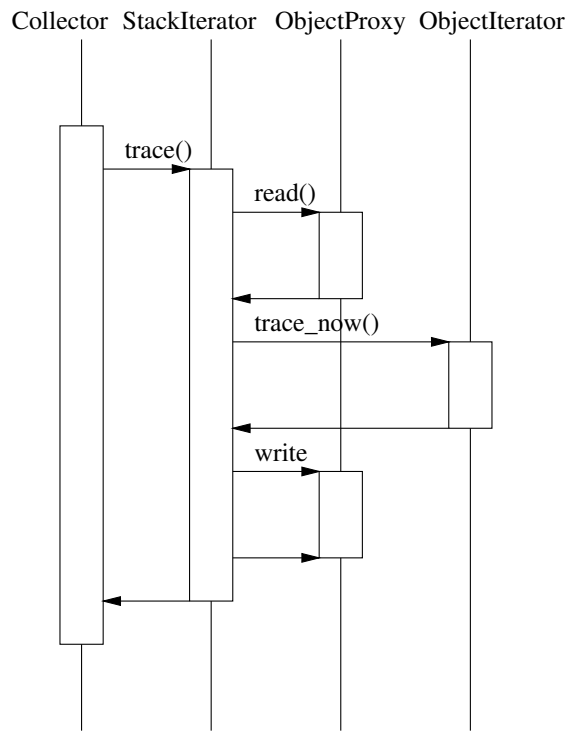 Collector StackIterator ObjectProxy ObjectIterator
trace()
read()
trace_now()
write